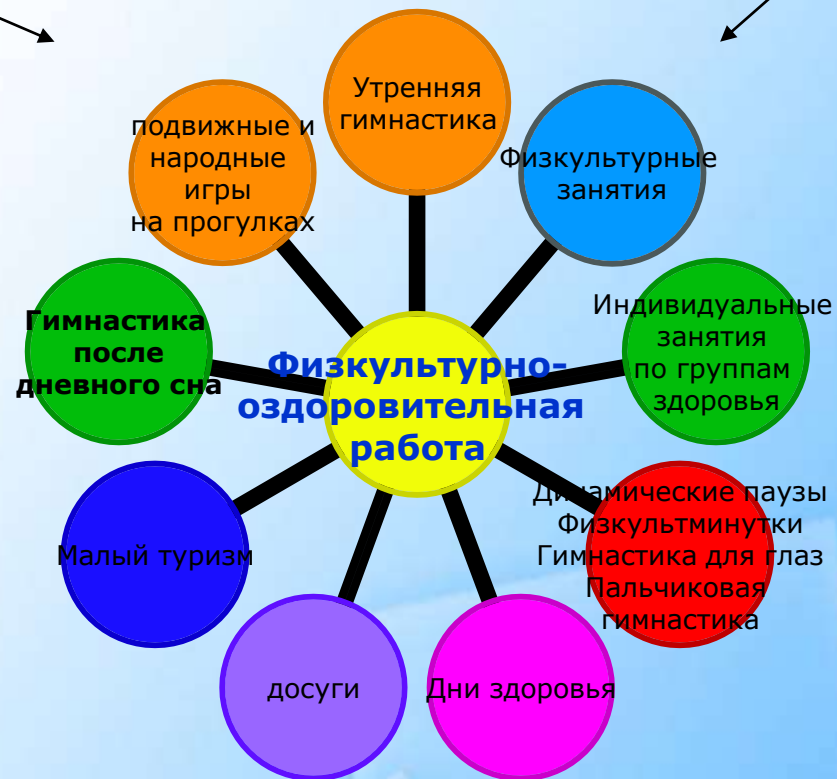 Утренняя
гимнастика
Физкультурные
занятия
Индивидуальные
занятия
по группам
здоровья
Динамические паузы
Физкультминутки
Гимнастика для глаз
Пальчиковая
гимнастика
Дни здоровья
досуги
Малый туризм
Гимнастика
после
дневного сна
подвижные и
народные
игры
на прогулках
Физкультурно-
оздоровительная
работа